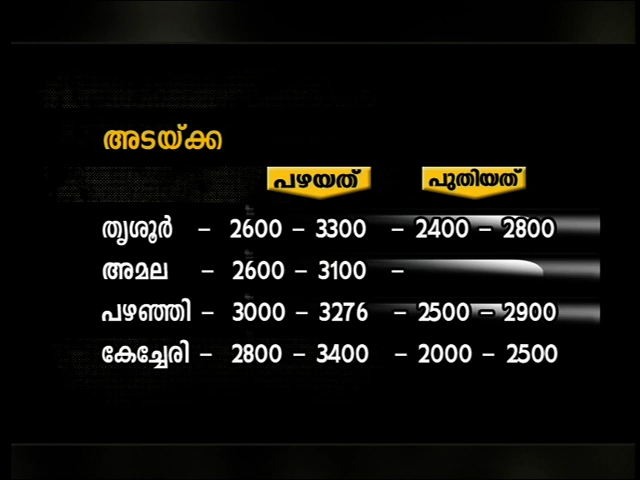 അടയ്ക്ക
പഴയത് പുതിയത്
തൃശൂർ – 2600 – 3300 – 2400 – 2800
അമല – 2600 – 3100 –
പഴഞ്ഞി – 3000 – 3276 – 2500 – 2900
കേച്ചേരി – 2800 – 3400 – 2000 – 2500